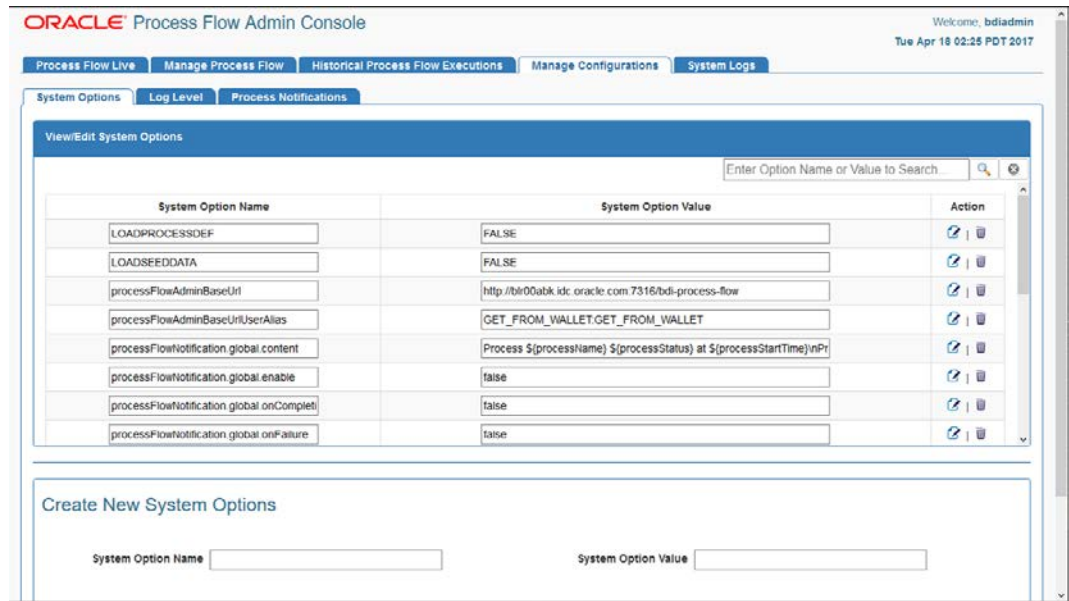 ORACLE Process Flow Admin Console
Welcome, bdiadmin
Tue Apr 18 02:25 PDT 2017
Process Flow Live Manage Process Flow Historical Process Flow Executions Manage Configurations System Logs
System Options Log Level Process Notifications
View/Edit System Options
Enter Option Name or Value to Search...
System Option Name System Option Value Action
LOADPROCESSDEF FALSE |
LOADSEEDDATA FALSE |
processFlowAdminBaseUrl http://blr00abk.idc.oracle.com:7316/bdi-process-flow |
processFlowAdminBaseUrlUserAlias GET_FROM_WALLET:GET_FROM_WALLET |
processFlowNotification.global.content Process ${processName} ${processStatus} at ${processStartTime}\nPr |
processFlowNotification.global.enable false |
processFlowNotification.global.onCompleti false |
processFlowNotification.global.onFailure false |
Create New System Options
System Option Name System Option Value